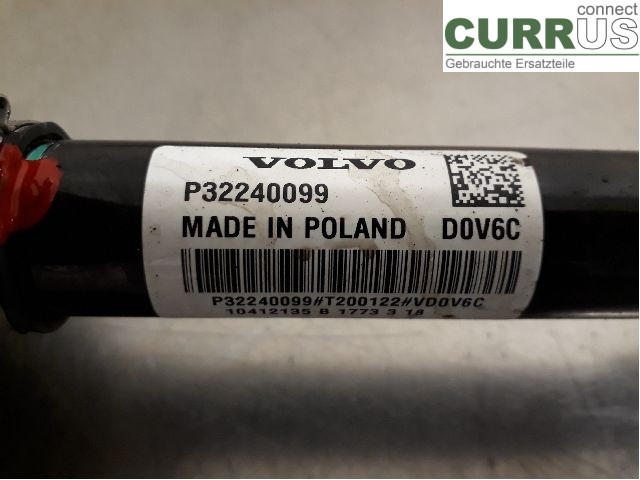 connect
CURRUS
Gebrauchte Ersatzteile
VOLVO
P32240099
MADE IN POLAND D0V6C
P32240099#T200122#VD0V6C
10412135 B 1773 3 18